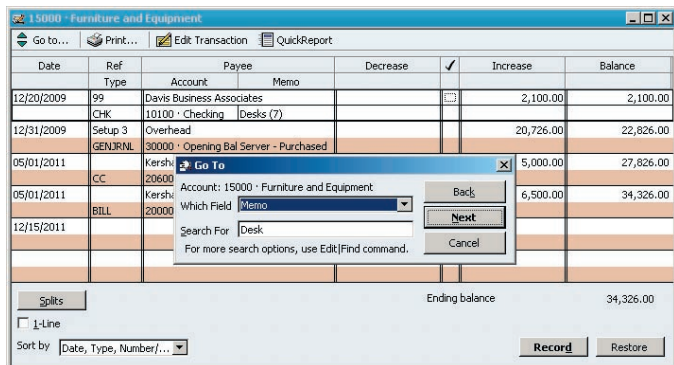 15000 · Furniture and Equipment
Go to... Print... Edit Transaction QuickReport
Date Ref Payee Decrease ✓ Increase Balance
Type Account Memo
12/20/2009 99 Davis Business Associates 2,100.00 2,100.00
CHK 10100 · Checking Desks (7)
12/31/2009 Setup 3 Overhead 20,726.00 22,826.00
GENJRNL 30000 · Opening Bal Server - Purchased
05/01/2011 5,000.00 27,826.00
CC 20600
05/01/2011 6,500.00 34,326.00
BILL 20000
12/15/2011
Go To
Account: 15000 · Furniture and Equipment
Which Field Memo
Search For Desk
For more search options, use Edit|Find command.
Back
Next
Cancel
Splits Ending balance 34,326.00
1-Line
Sort by Date, Type, Number/... Record Restore